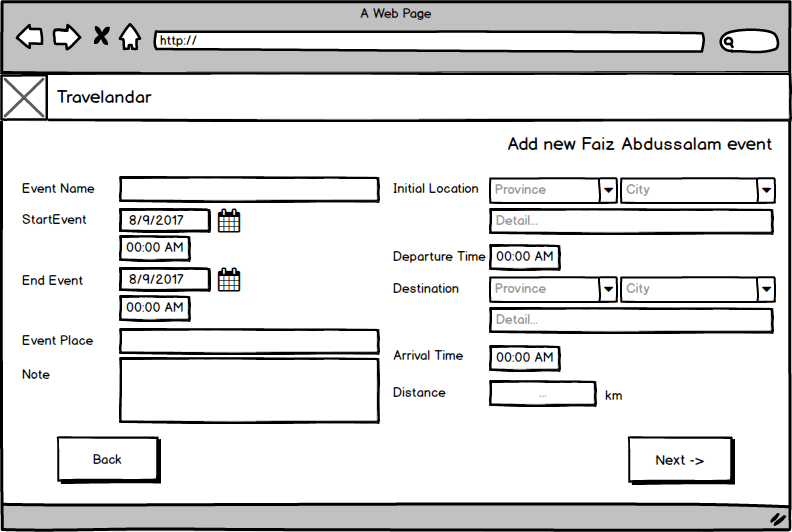 A Web Page
http://
Travelandar
Add new Faiz Abdussalam event
Event Name
StartEvent
8/9/2017
00:00 AM
End Event
8/9/2017
00:00 AM
Event Place
Note
Initial Location
Province
City
Detail...
Departure Time
00:00 AM
Destination
Province
City
Detail...
Arrival Time
00:00 AM
Distance
...
km
Back
Next ->